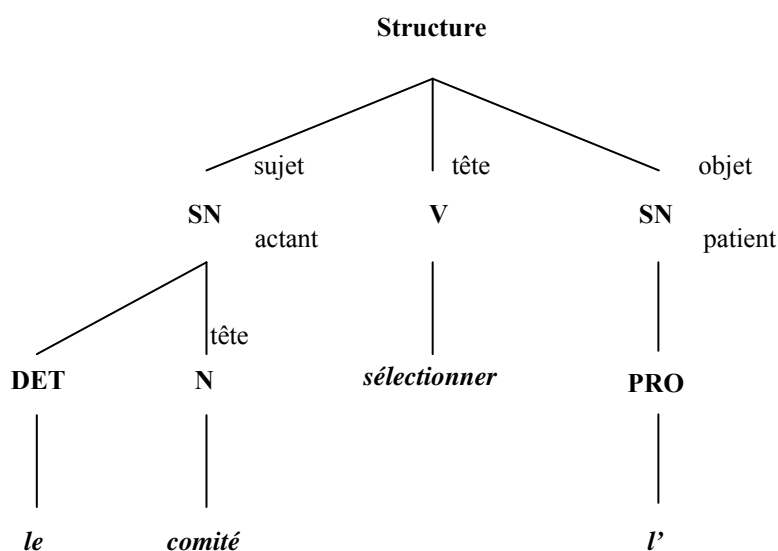 Structure
sujet tête objet
SN V SN
actant patient
tête
DET N sélectionner PRO
le comité l’